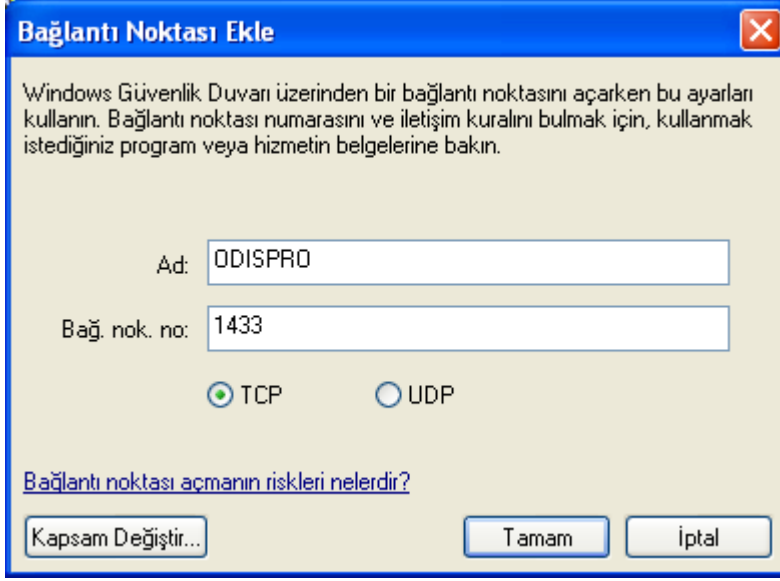 Bağlantı Noktası Ekle
Windows Güvenlik Duvarı üzerinden bir bağlantı noktasını açarken bu ayarları
kullanın. Bağlantı noktası numarasını ve iletişim kuralını bulmak için, kullanmak
istediğiniz program veya hizmetin belgelerine bakın.
Ad: ODISPRO
Bağ. nok. no: 1433
TCP UDP
Bağlantı noktası açmanın riskleri nelerdir?
Kapsam Değiştir... Tamam İptal